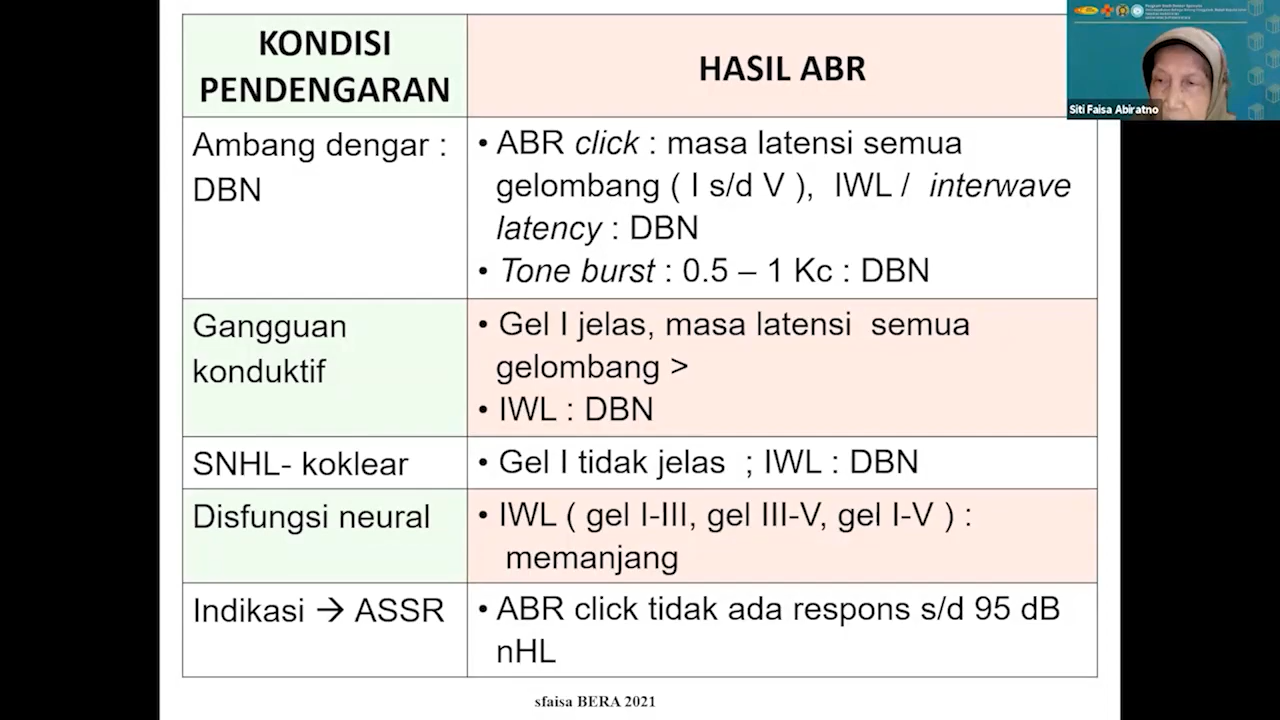 KONDISI
PENDENGARAN
HASIL ABR
Ambang dengar :
DBN
• ABR click : masa latensi semua
gelombang ( I s/d V ), IWL / interwave
latency : DBN
• Tone burst : 0.5 – 1 Kc : DBN
Gangguan
konduktif
• Gel I jelas, masa latensi semua
gelombang >
• IWL : DBN
SNHL- koklear
• Gel I tidak jelas ; IWL : DBN
Disfungsi neural
• IWL ( gel I-III, gel III-V, gel I-V ) :
memanjang
Indikasi → ASSR
• ABR click tidak ada respons s/d 95 dB
nHL
sfaisa BERA 2021
Siti Faisa Abiratno